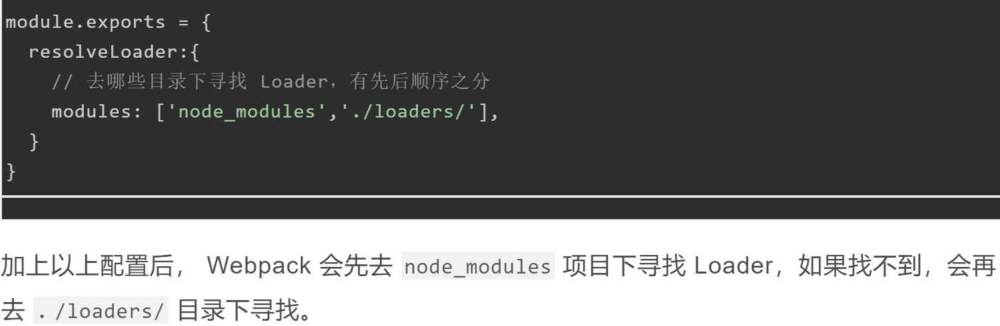 module.exports = {
  resolveLoader:{
    // 去哪些目录下寻找 Loader，有先后顺序之分
    modules: ['node_modules','./loaders/'],
  }
}
加上以上配置后， Webpack 会先去 node_modules 项目下寻找 Loader，如果找不到，会再
去 ./loaders/ 目录下寻找。